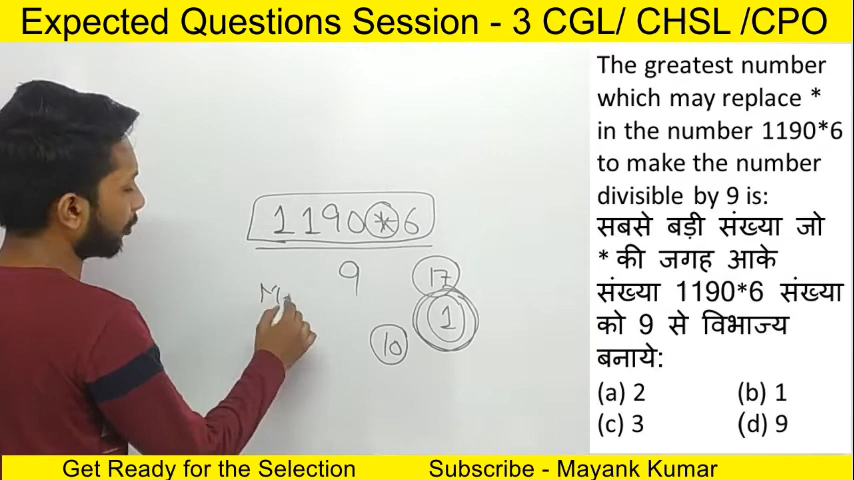 Expected Questions Session - 3 CGL/ CHSL /CPO
The greatest number
which may replace *
in the number 1190*6
to make the number
divisible by 9 is:
सबसे बड़ी संख्या जो
* की जगह आके
संख्या 1190*6 संख्या
को 9 से विभाज्य
बनाये:
(a) 2 (b) 1
(c) 3 (d) 9
1190*6
9
17
1
10
Get Ready for the Selection Subscribe - Mayank Kumar